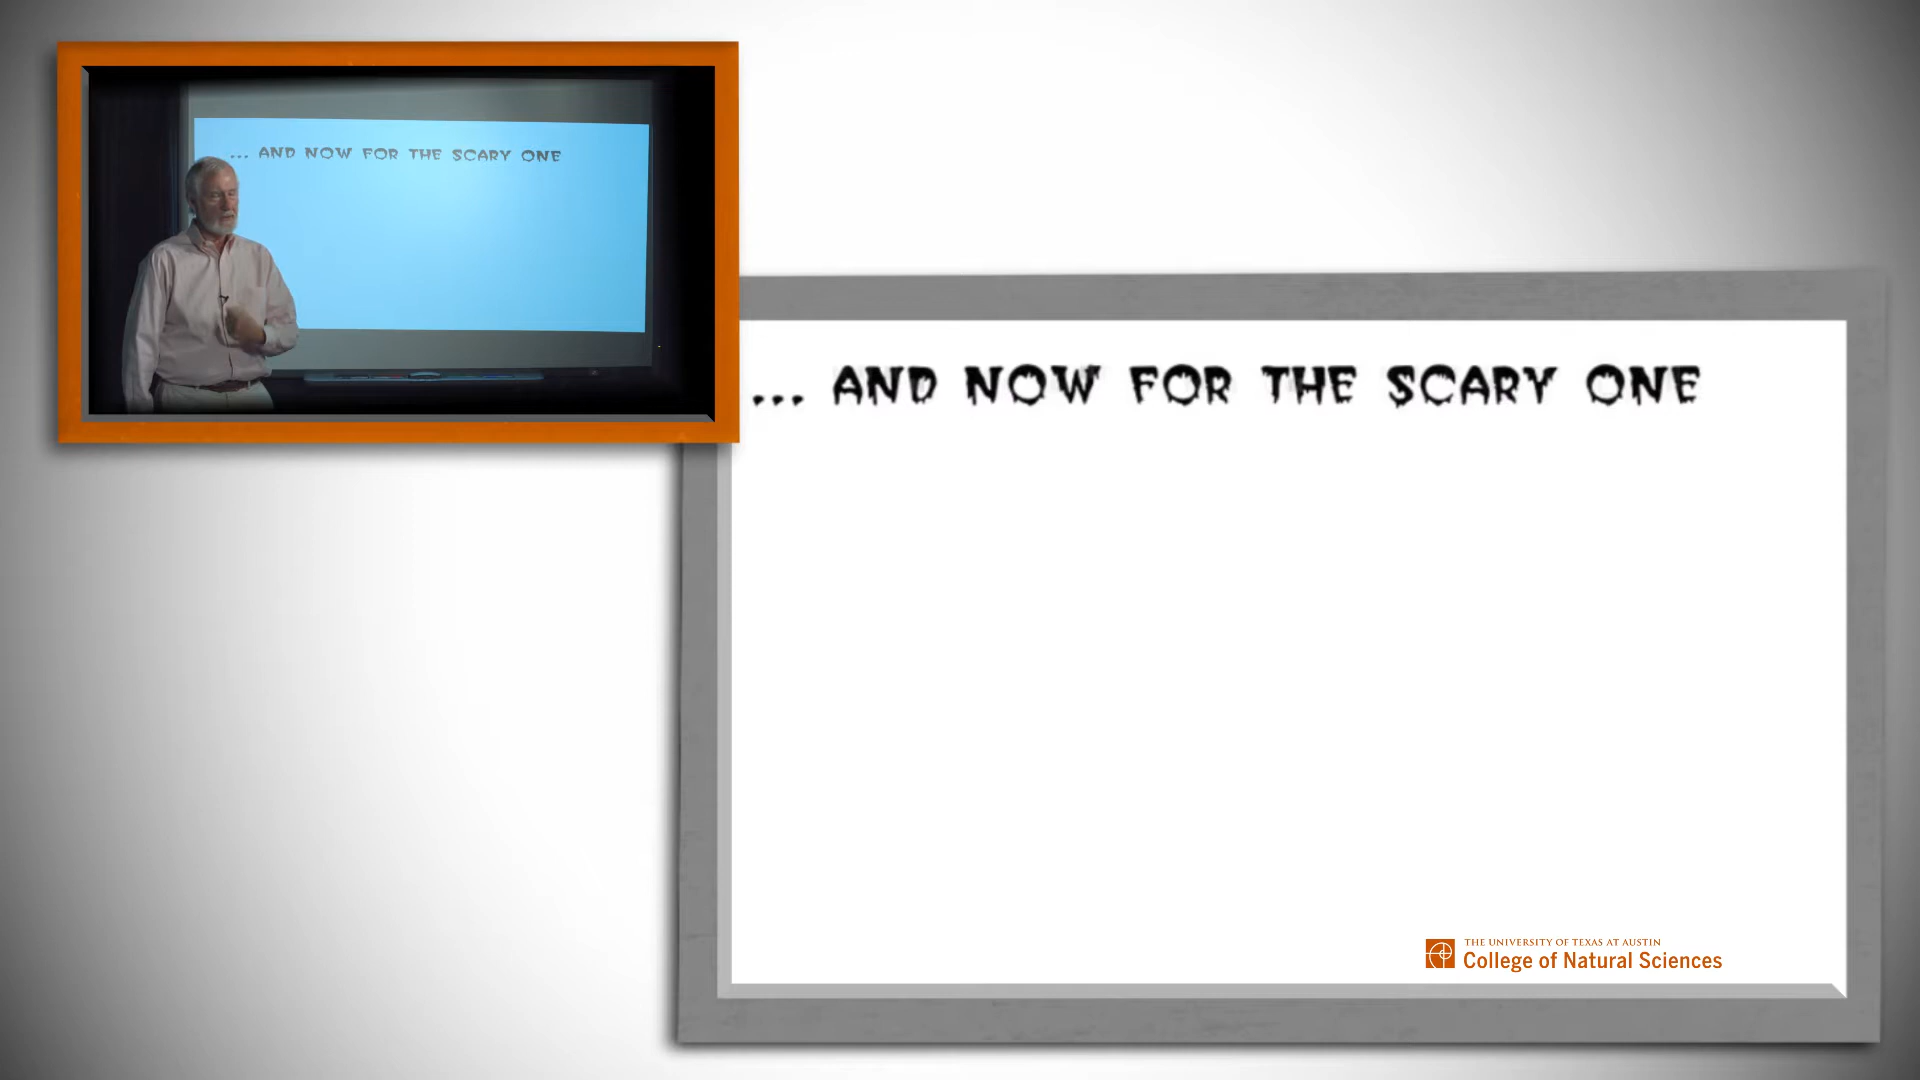 ... AND NOW FOR THE SCARY ONE
... AND NOW FOR THE SCARY ONE
THE UNIVERSITY OF TEXAS AT AUSTIN
College of Natural Sciences